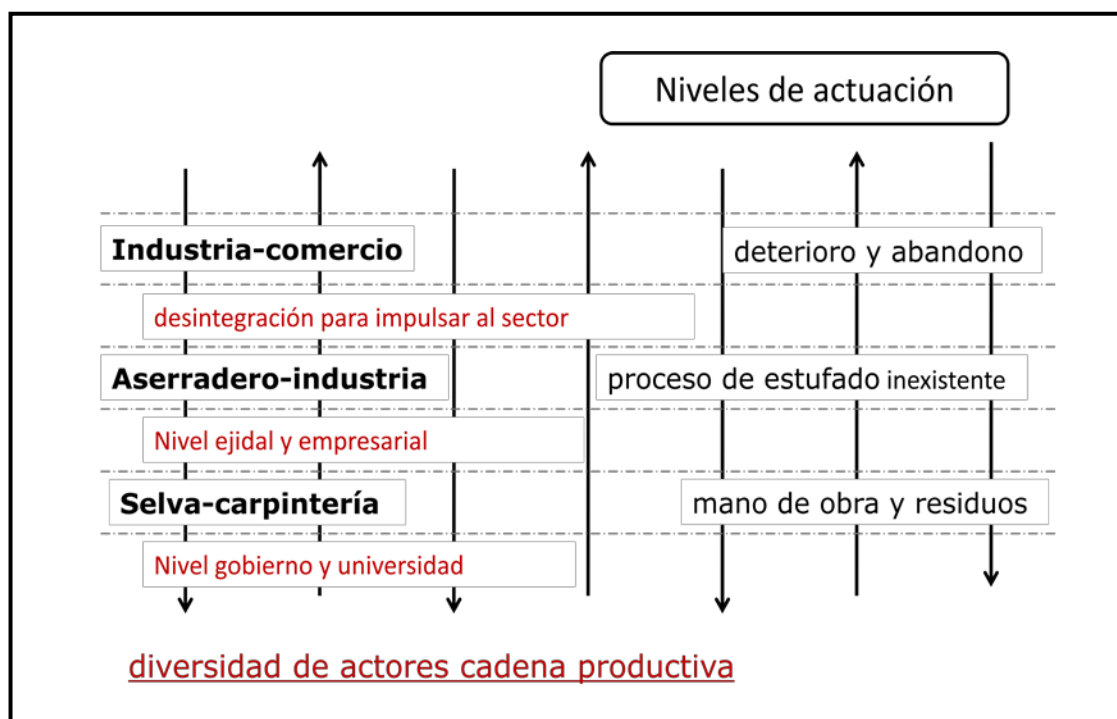 Niveles de actuación
Industria-comercio
deterioro y abandono
desintegración para impulsar al sector
Aserradero-industria
proceso de estufado inexistente
Nivel ejidal y empresarial
Selva-carpintería
mano de obra y residuos
Nivel gobierno y universidad
diversidad de actores cadena productiva